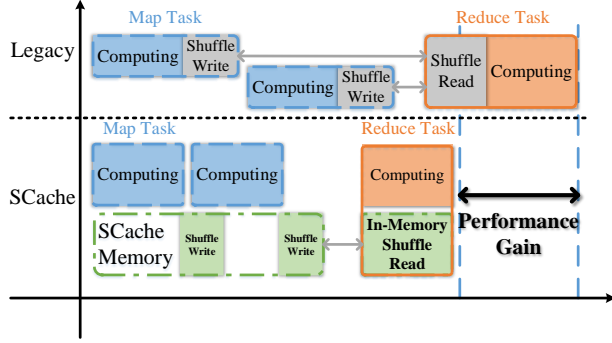 Map Task
Reduce Task
Legacy
Computing
Shuffle
Write
Computing
Shuffle
Write
Shuffle
Read
Computing
Map Task
Reduce Task
SCache
Computing
Computing
Computing
SCache
Memory
Shuffle
Write
Shuffle
Write
In-Memory
Shuffle
Read
Performance
Gain